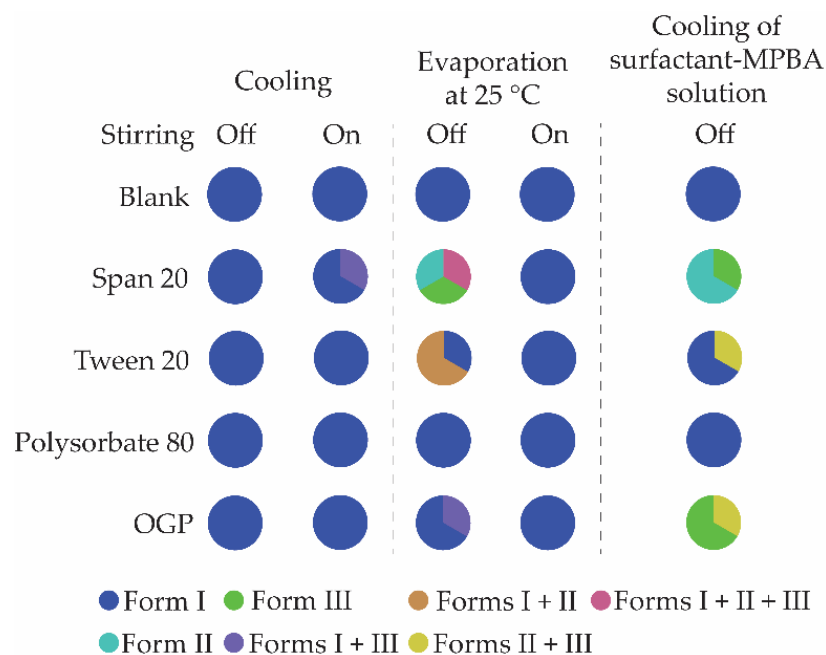 Cooling
Evaporation
at 25 °C
Cooling of
surfactant-MPBA
solution
Stirring Off On Off On Off
Blank
Span 20
Tween 20
Polysorbate 80
OGP
Form I Form III Forms I + II Forms I + II + III
Form II Forms I + III Forms II + III